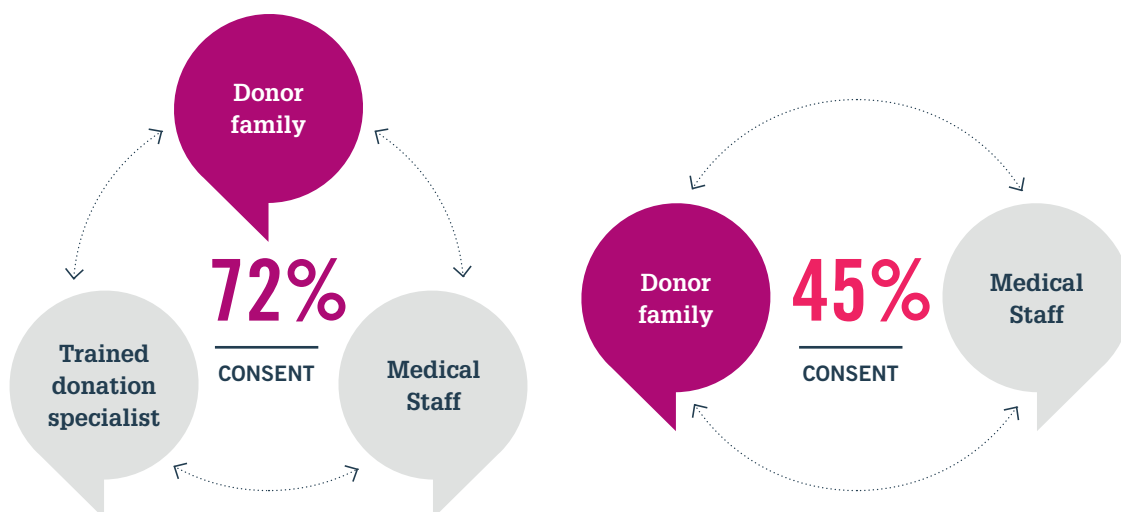 Donor
family
72%
CONSENT
Trained
donation
specialist
Medical
Staff
Donor
family
45%
CONSENT
Medical
Staff